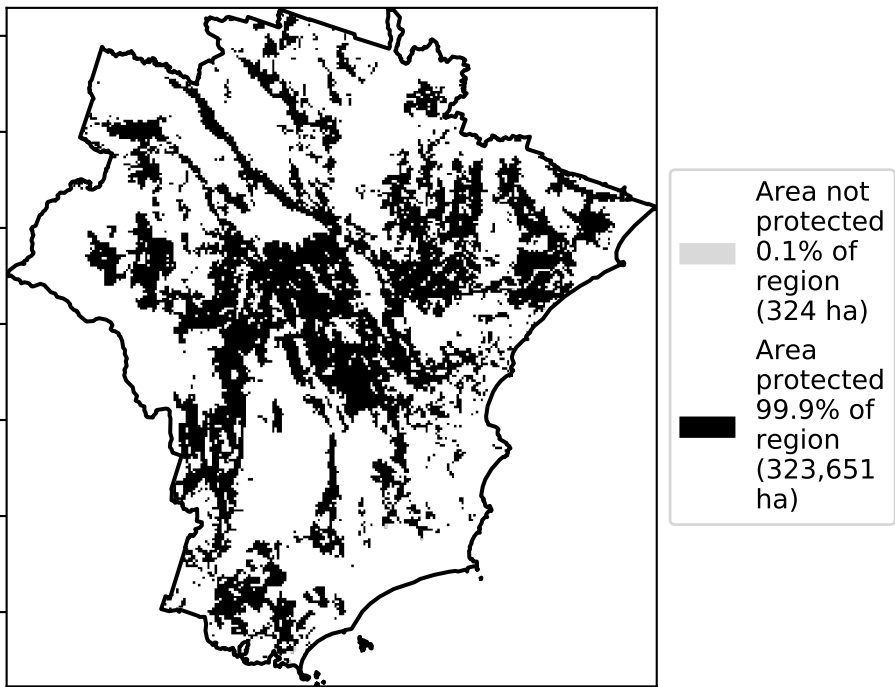 Area not
protected
0.1% of
region
(324 ha)
Area
protected
99.9% of
region
(323,651
ha)